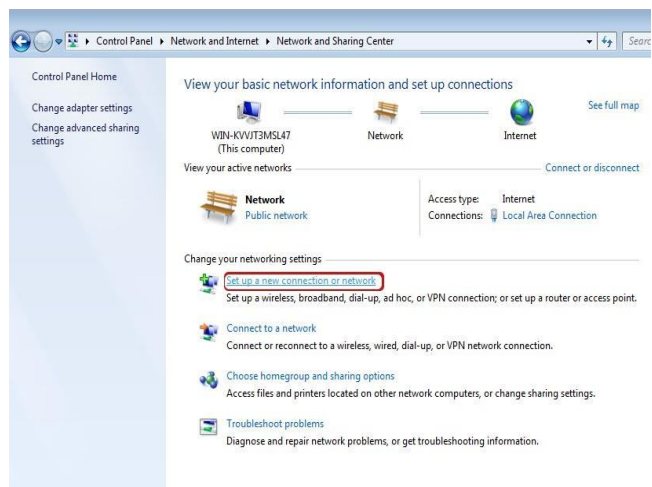 Control Panel ▸ Network and Internet ▸ Network and Sharing Center
Searc
Control Panel Home
Change adapter settings
Change advanced sharing
settings
View your basic network information and set up connections
See full map
WIN-KVVJT3MSL47
(This computer)
Network
Internet
View your active networks
Connect or disconnect
Network
Public network
Access type: Internet
Connections: Local Area Connection
Change your networking settings
Set up a new connection or network
Set up a wireless, broadband, dial-up, ad hoc, or VPN connection; or set up a router or access point.
Connect to a network
Connect or reconnect to a wireless, wired, dial-up, or VPN network connection.
Choose homegroup and sharing options
Access files and printers located on other network computers, or change sharing settings.
Troubleshoot problems
Diagnose and repair network problems, or get troubleshooting information.